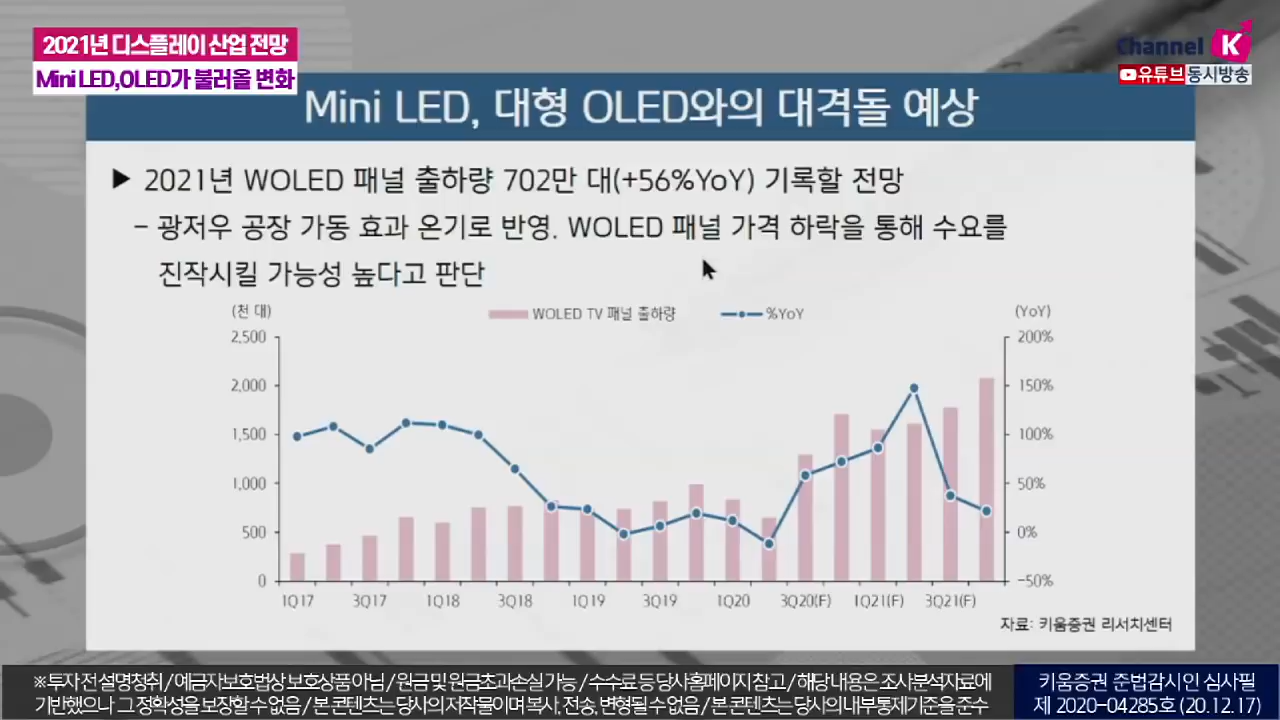 2021년 디스플레이 산업 전망
Mini LED,OLED가 불러올 변화
Channel K
유튜브 동시방송
Mini LED, 대형 OLED와의 대격돌 예상
▶ 2021년 WOLED 패널 출하량 702만 대(+56%YoY) 기록할 전망
– 광저우 공장 가동 효과 온기로 반영. WOLED 패널 가격 하락을 통해 수요를
진작시킬 가능성 높다고 판단
(천 대) WOLED TV 패널 출하량 %YoY (YoY)
2,500 200%
2,000 150%
1,500 100%
1,000 50%
500 0%
0 -50%
1Q17 3Q17 1Q18 3Q18 1Q19 3Q19 1Q20 3Q20(F) 1Q21(F) 3Q21(F)
자료: 키움증권 리서치센터
※ 투자 전 설명청취 / 예금자보호법상 보호상품 아님 / 원금 및 원금초과손실 가능 / 수수료 등 당사홈페이지 참고 / 해당 내용은 조사분석자료에
기반했으나 그 정확성을 보장할 수 없음 / 본 콘텐츠는 당사의 저작물이며 복사, 전송, 변형될 수 없음 / 본 콘텐츠는 당사의 내부통제기준을 준수
키움증권 준법감시인 심사필
제 2020-04285호 (20.12.17)